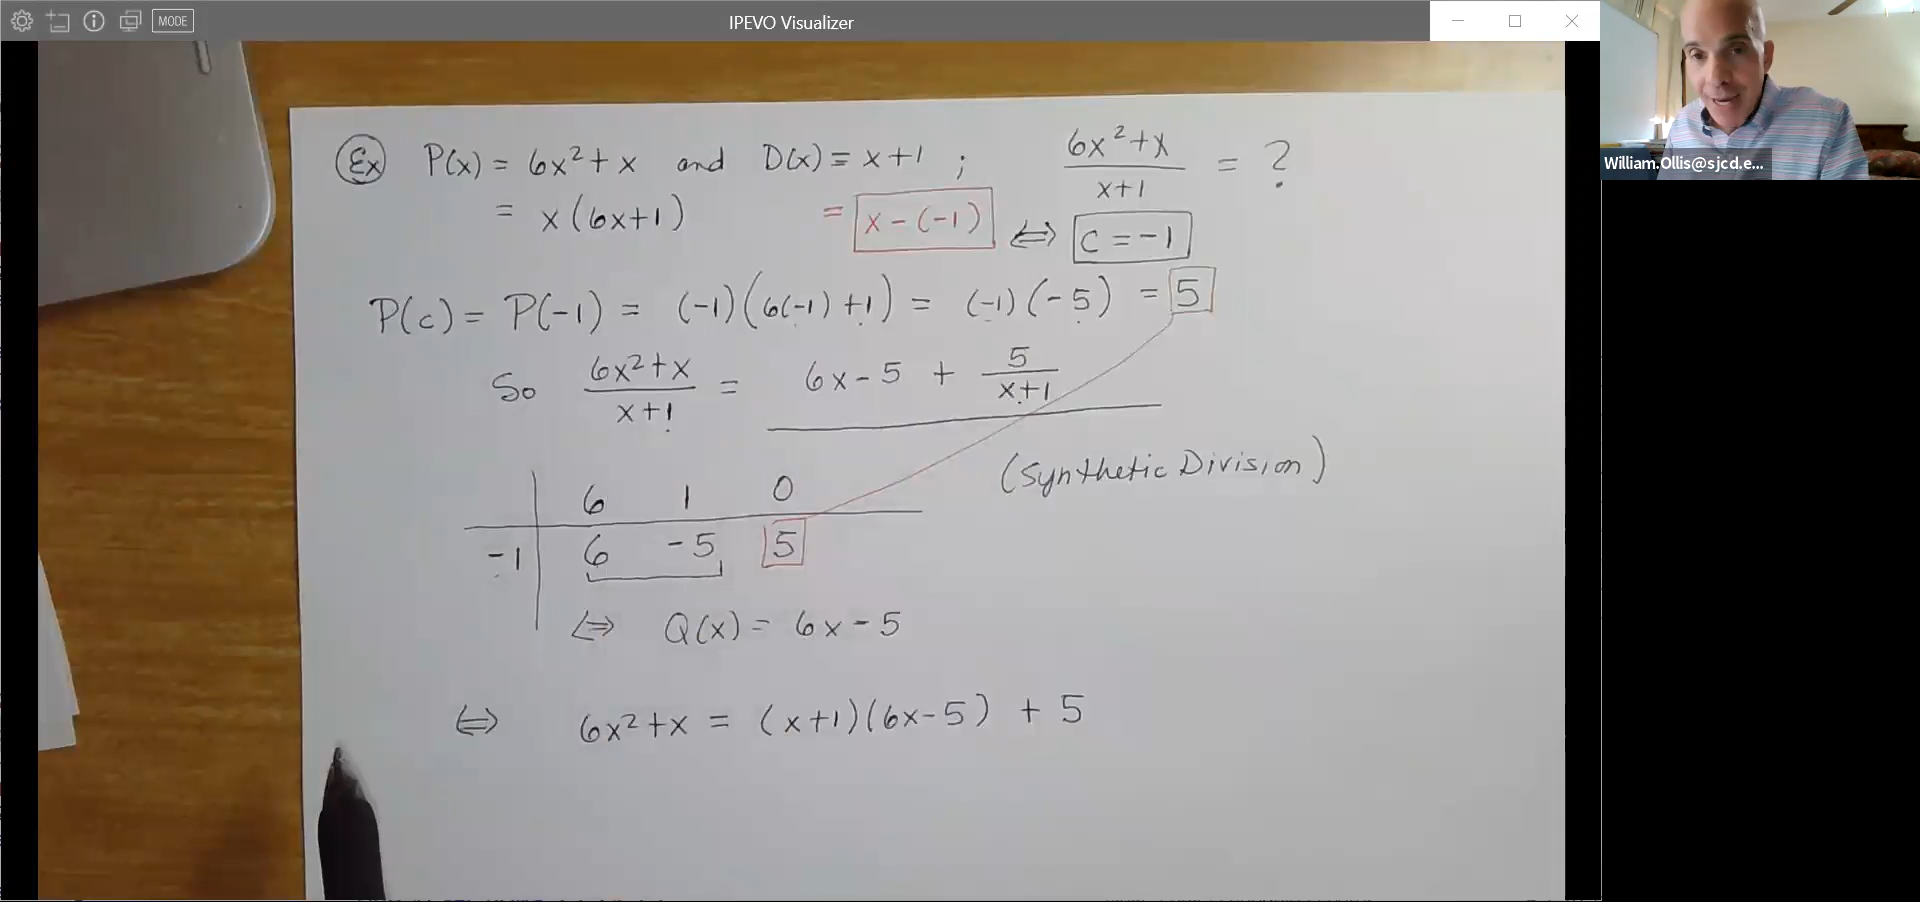 MODE
IPEVO Visualizer
William.Ollis@sjcd.e...
Ex P(x) = 6x² + x and D(x) = x+1 ; (6x²+x)/(x+1) = ?
= x(6x+1) = x-(-1) ⇔ c = -1
P(c) = P(-1) = (-1)(6(-1)+1) = (-1)(-5) = 5
So (6x²+x)/(x+1) = 6x-5 + 5/(x+1)
(Synthetic Division)
6 1 0
-1 6 -5 5
⇔ Q(x) = 6x-5
⇔ 6x²+x = (x+1)(6x-5) + 5